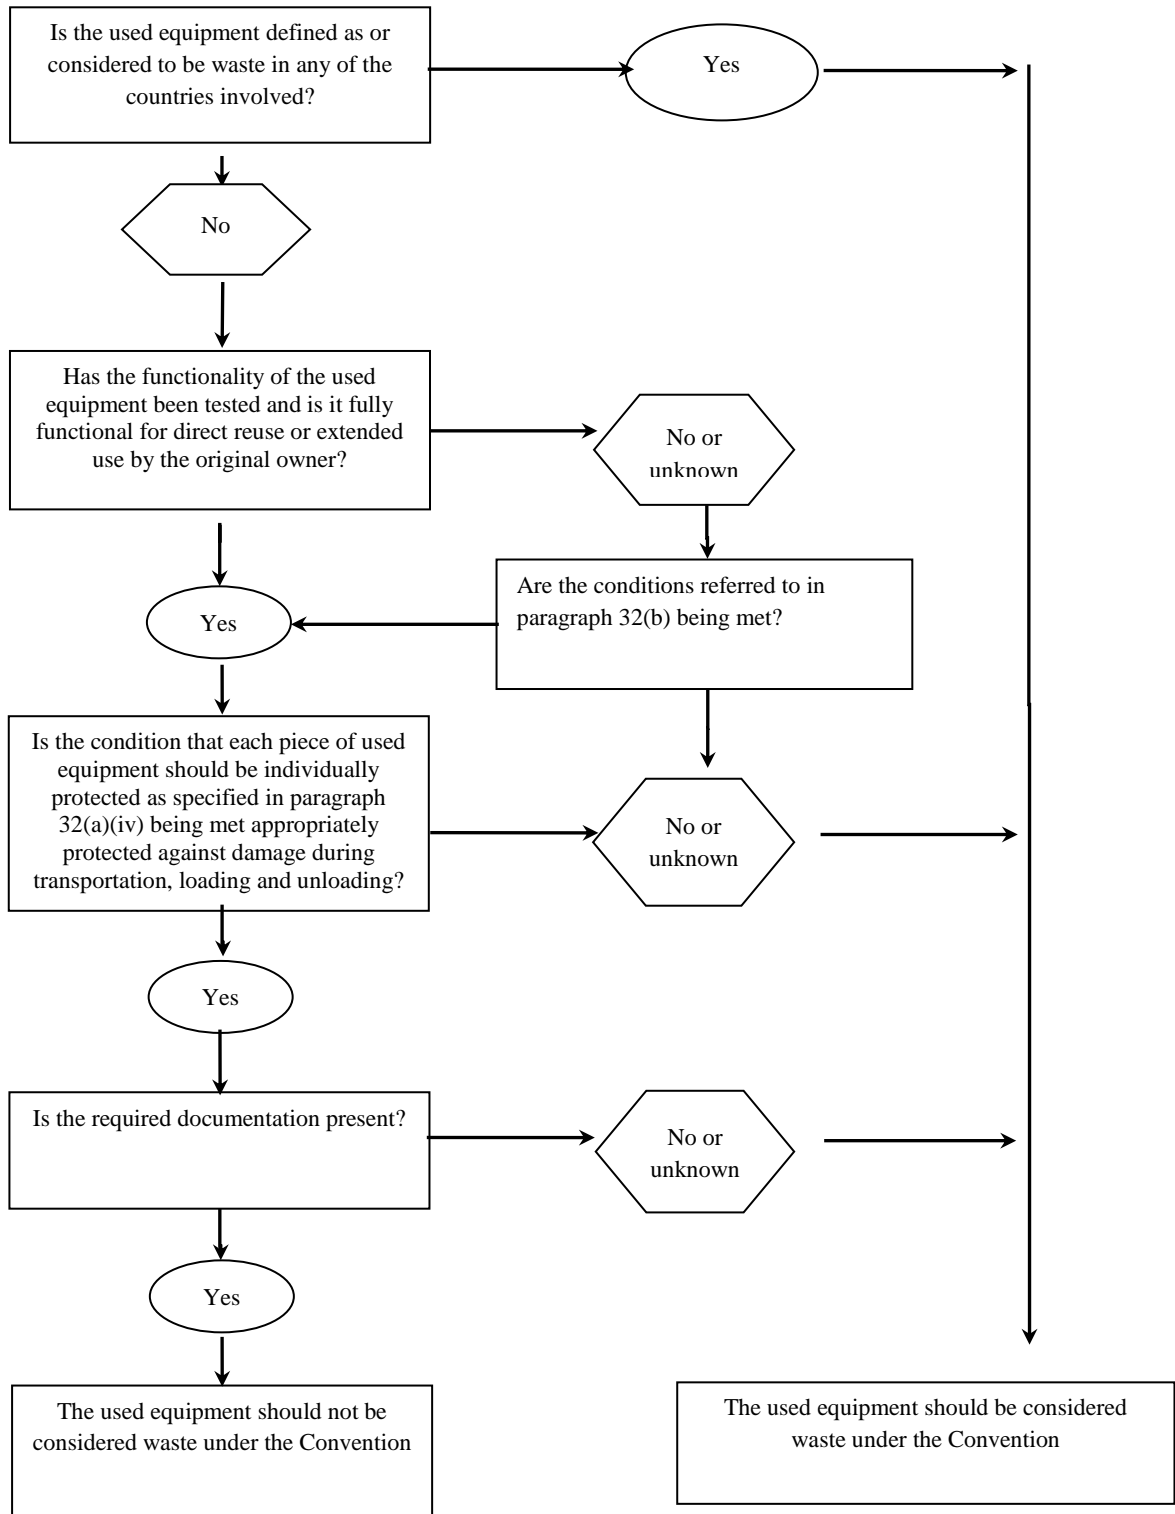 Is the used equipment defined as or
considered to be waste in any of the
countries involved?
Yes
No
Has the functionality of the used
equipment been tested and is it fully
functional for direct reuse or extended
use by the original owner?
No or
unknown
Are the conditions referred to in
paragraph 32(b) being met?
Yes
Is the condition that each piece of used
equipment should be individually
protected as specified in paragraph
32(a)(iv) being met appropriately
protected against damage during
transportation, loading and unloading?
No or
unknown
Yes
Is the required documentation present?
No or
unknown
Yes
The used equipment should not be
considered waste under the Convention
The used equipment should be considered
waste under the Convention